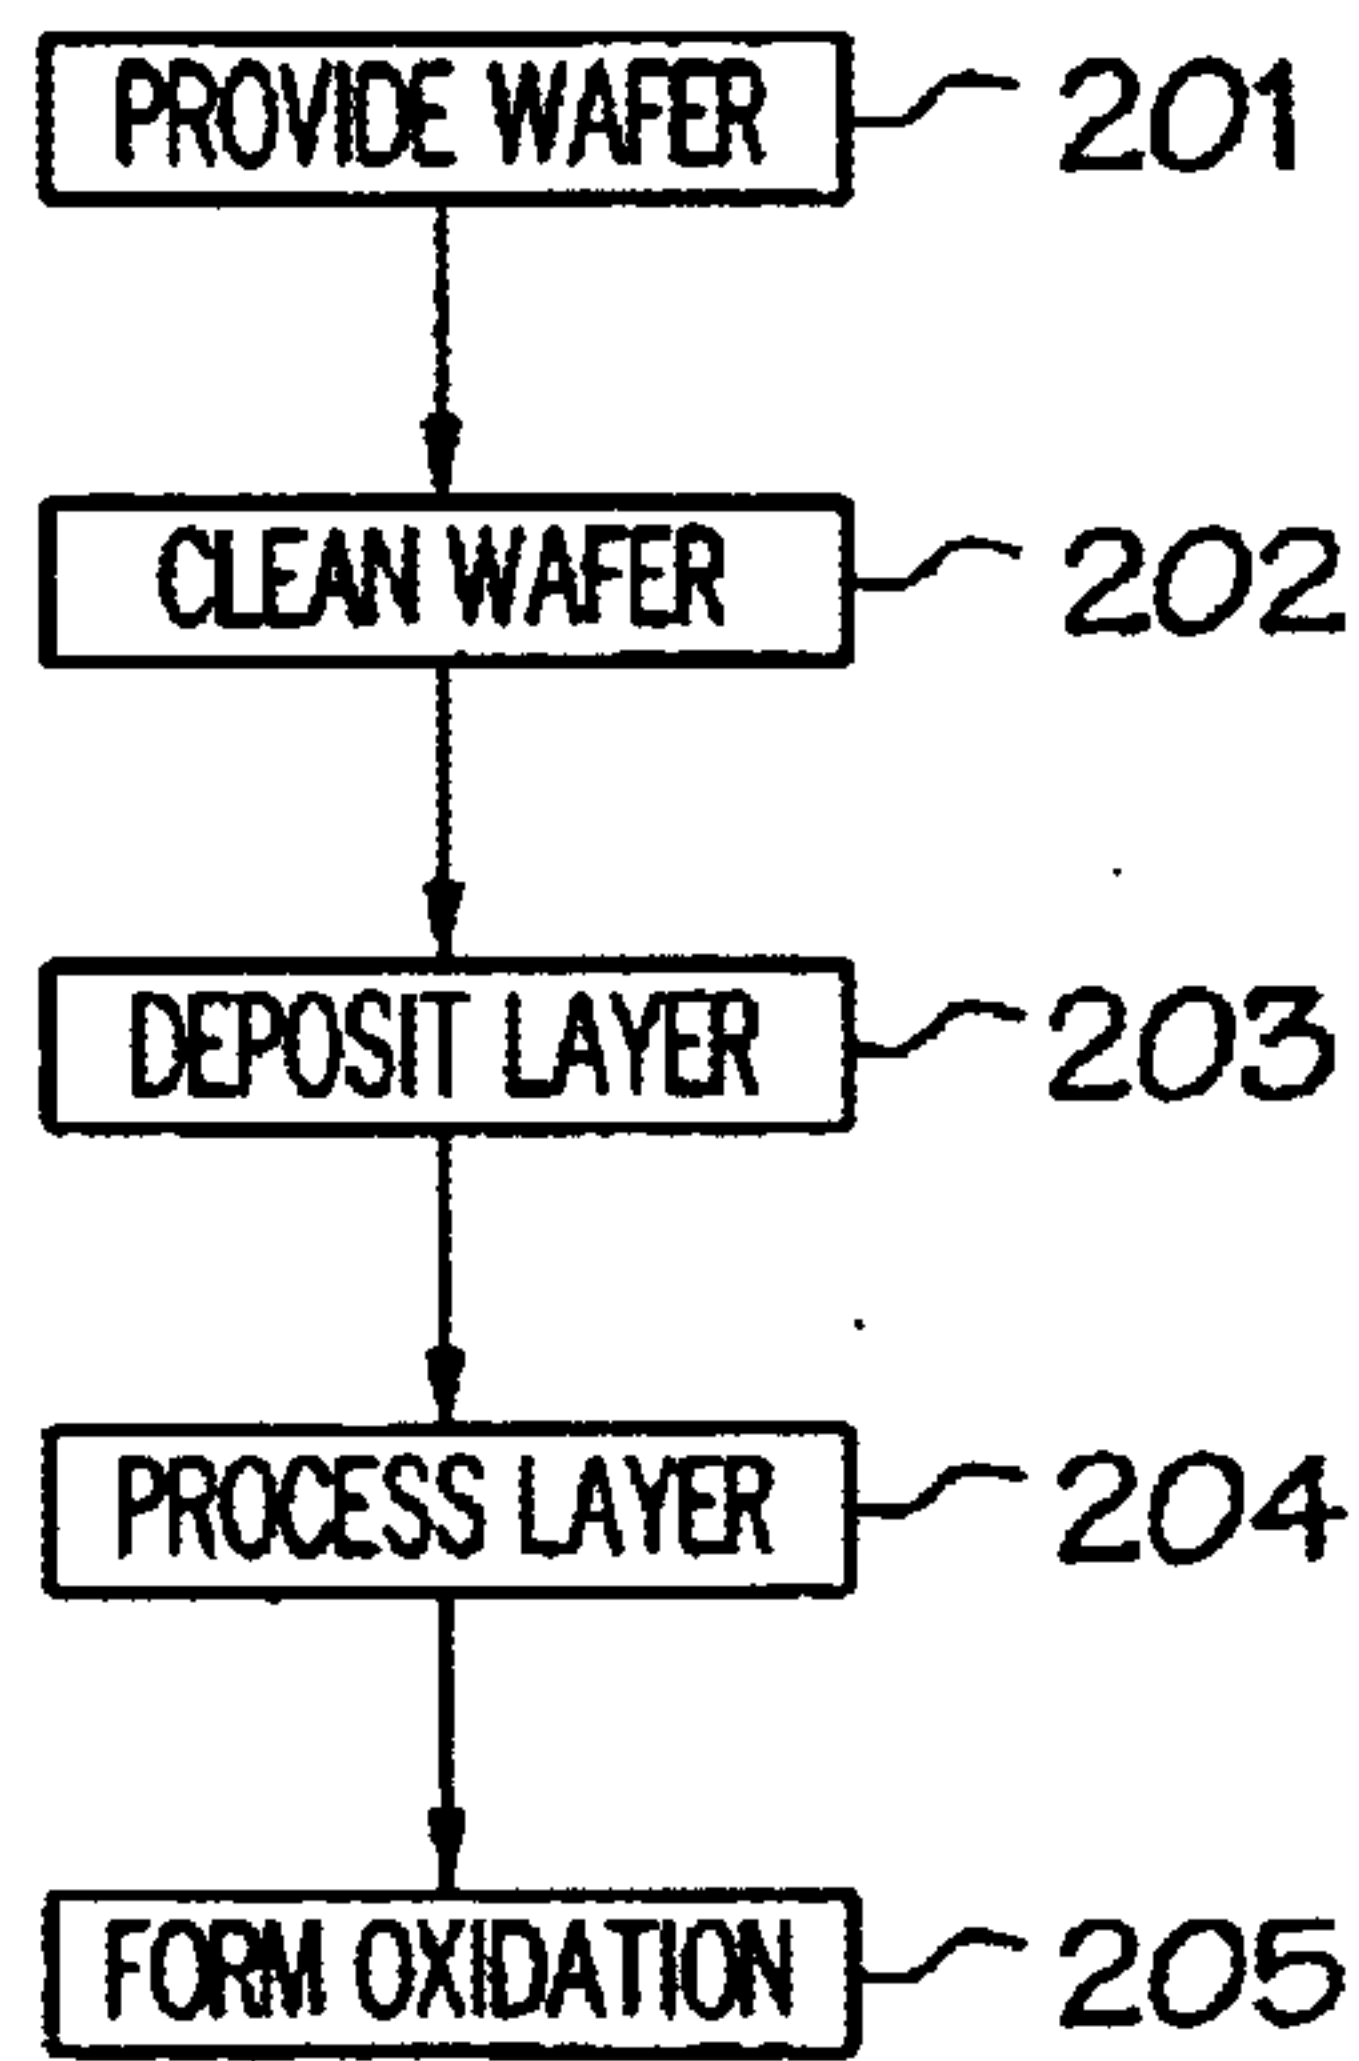 PROVIDE WAFER 201
CLEAN WAFER 202
DEPOSIT LAYER 203
PROCESS LAYER 204
FORM OXIDATION 205